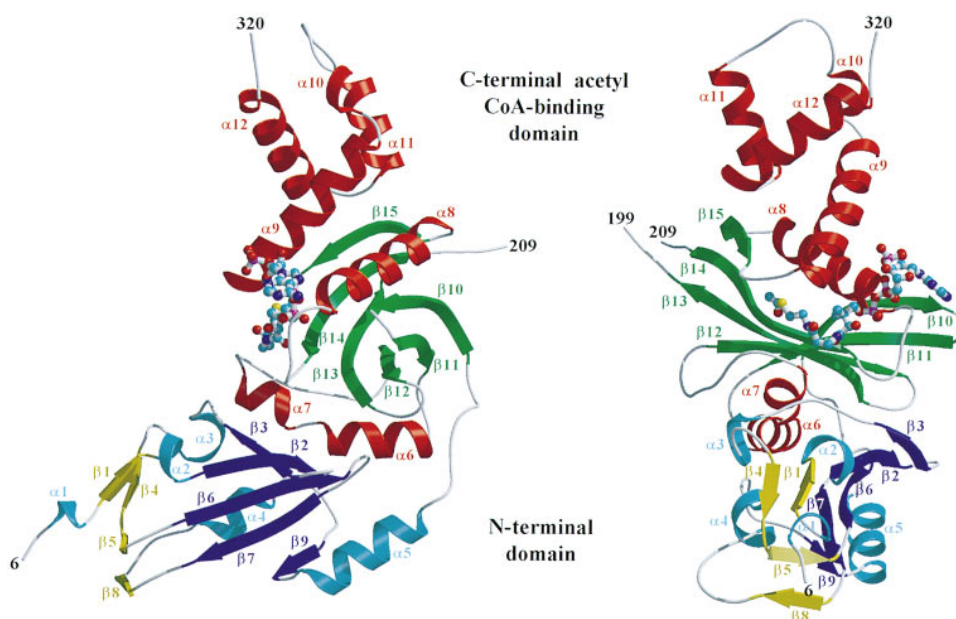 320
α10
α12
α11
α9
β15
α8
209
β10
β14
β11
β13
β12
α7
α6
α3
β3
β2
β1
α2
β4
α1
β6
α4
β5
β7
β9
α5
β8
6
C-terminal acetyl
CoA-binding
domain
N-terminal
domain
320
α10
α11
α12
α9
β15
α8
199
209
β14
β13
β10
β12
β11
α7
α6
β3
α3
α2
β1
β4
β2
β6
β7
α4
α1
α5
β5
6
β9
β8